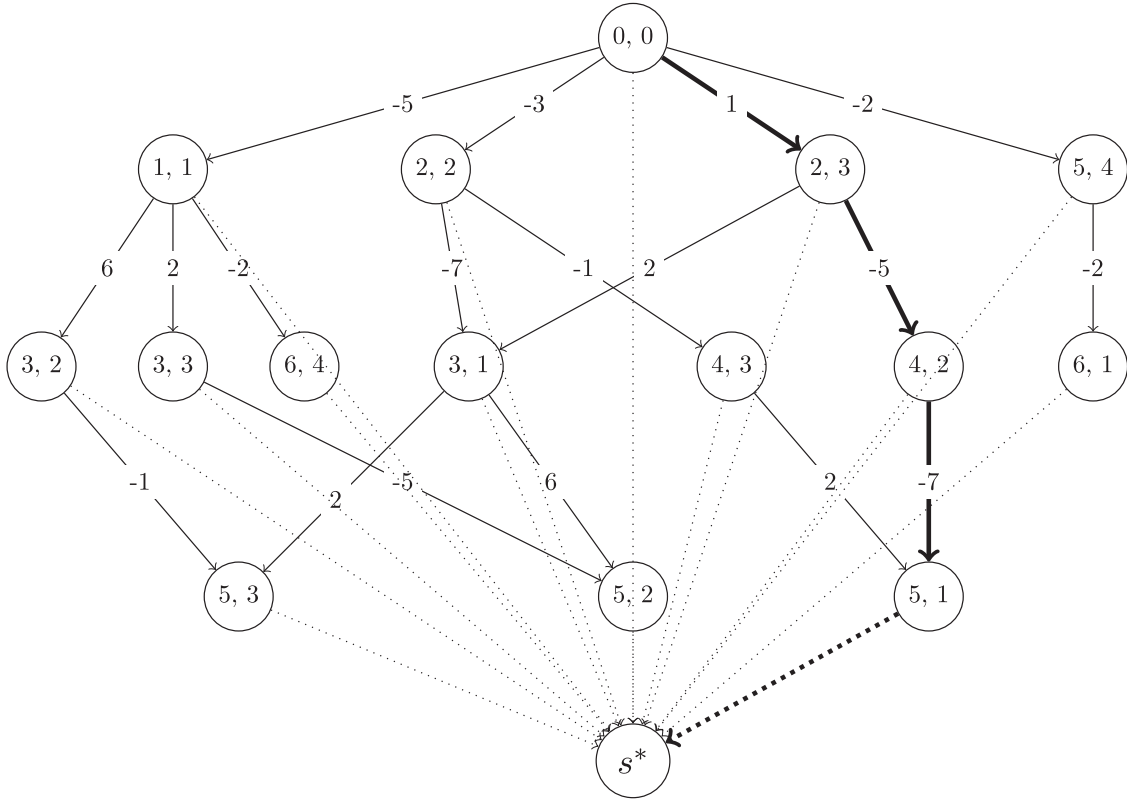 0, 0
-5 -3 1 -2
1, 1 2, 2 2, 3 5, 4
6 2 -2 -7 -1 2 -5 -2
3, 2 3, 3 6, 4 3, 1 4, 3 4, 2 6, 1
-1 2 -5 6 2 -7
5, 3 5, 2 5, 1
s*